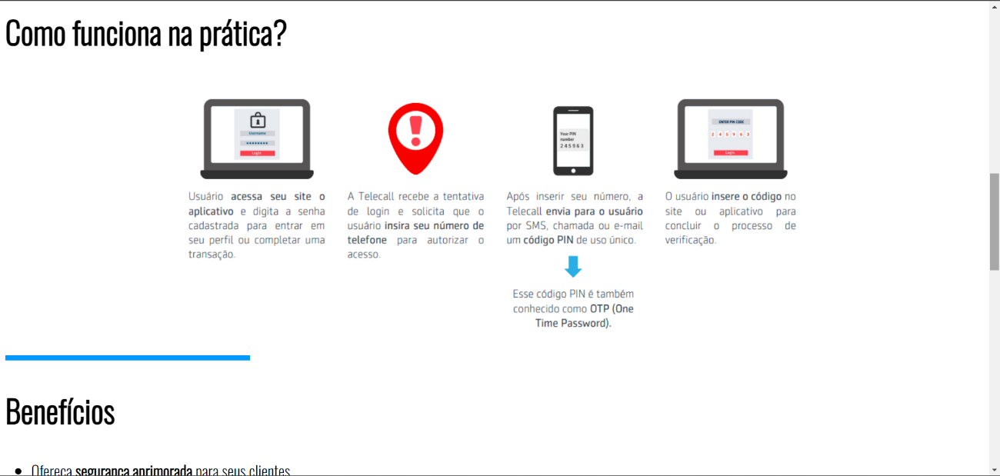 Como funciona na prática?
Username
********
Login
Your PIN
number
2 4 5 9 6 3
ENTER PIN CODE
2 4 5 9 6 3
Login
Usuário acessa seu site o
aplicativo e digita a senha
cadastrada para entrar em
seu perfil ou completar uma
transação.
A Telecall recebe a tentativa
de login e solicita que o
usuário insira seu número de
telefone para autorizar o
acesso.
Após inserir seu número, a
Telecall envia para o usuário
por SMS, chamada ou e-mail
um código PIN de uso único.
Esse código PIN é também
conhecido como OTP (One
Time Password).
O usuário insere o código no
site ou aplicativo para
concluir o processo de
verificação.
Benefícios
• Ofereça segurança aprimorada para seus clientes